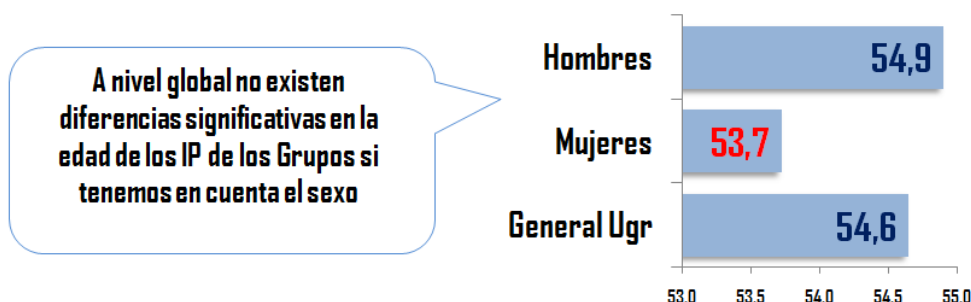 A nivel global no existen
diferencias significativas en la
edad de los IP de los Grupos si
tenemos en cuenta el sexo
Hombres 54,9
Mujeres 53,7
General Ugr 54,6
53.0 53.5 54.0 54.5 55.0